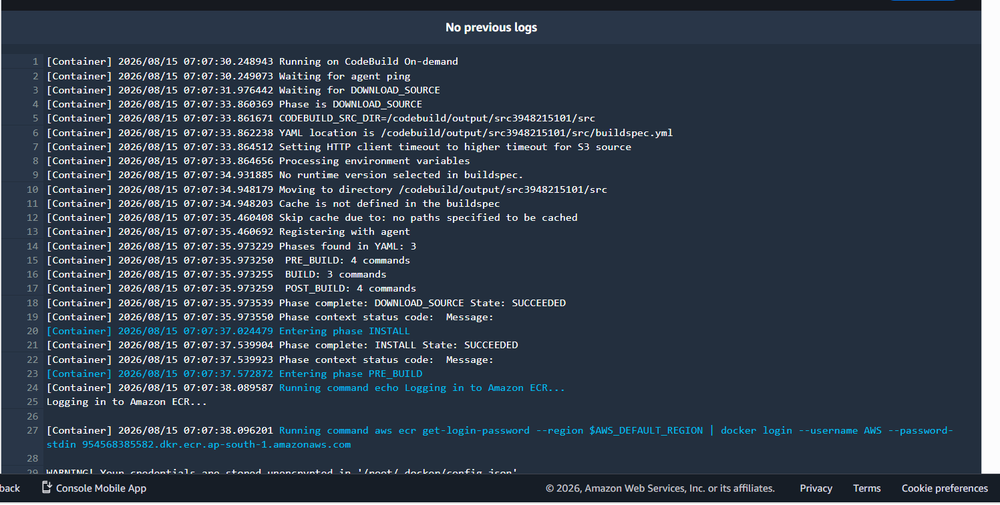 No previous logs
1 [Container] 2026/08/15 07:07:30.248943 Running on CodeBuild On-demand
2 [Container] 2026/08/15 07:07:30.249073 Waiting for agent ping
3 [Container] 2026/08/15 07:07:31.976442 Waiting for DOWNLOAD_SOURCE
4 [Container] 2026/08/15 07:07:33.860369 Phase is DOWNLOAD_SOURCE
5 [Container] 2026/08/15 07:07:33.861671 CODEBUILD_SRC_DIR=/codebuild/output/src3948215101/src
6 [Container] 2026/08/15 07:07:33.862238 YAML location is /codebuild/output/src3948215101/src/buildspec.yml
7 [Container] 2026/08/15 07:07:33.864512 Setting HTTP client timeout to higher timeout for S3 source
8 [Container] 2026/08/15 07:07:33.864656 Processing environment variables
9 [Container] 2026/08/15 07:07:34.931885 No runtime version selected in buildspec.
10 [Container] 2026/08/15 07:07:34.948179 Moving to directory /codebuild/output/src3948215101/src
11 [Container] 2026/08/15 07:07:34.948203 Cache is not defined in the buildspec
12 [Container] 2026/08/15 07:07:35.460408 Skip cache due to: no paths specified to be cached
13 [Container] 2026/08/15 07:07:35.460692 Registering with agent
14 [Container] 2026/08/15 07:07:35.973229 Phases found in YAML: 3
15 [Container] 2026/08/15 07:07:35.973250  PRE_BUILD: 4 commands
16 [Container] 2026/08/15 07:07:35.973255  BUILD: 3 commands
17 [Container] 2026/08/15 07:07:35.973259  POST_BUILD: 4 commands
18 [Container] 2026/08/15 07:07:35.973539 Phase complete: DOWNLOAD_SOURCE State: SUCCEEDED
19 [Container] 2026/08/15 07:07:35.973550 Phase context status code:  Message:
20 [Container] 2026/08/15 07:07:37.024479 Entering phase INSTALL
21 [Container] 2026/08/15 07:07:37.539904 Phase complete: INSTALL State: SUCCEEDED
22 [Container] 2026/08/15 07:07:37.539923 Phase context status code:  Message:
23 [Container] 2026/08/15 07:07:37.572872 Entering phase PRE_BUILD
24 [Container] 2026/08/15 07:07:38.089587 Running command echo Logging in to Amazon ECR...
25 Logging in to Amazon ECR...
26
27 [Container] 2026/08/15 07:07:38.096201 Running command aws ecr get-login-password --region $AWS_DEFAULT_REGION | docker login --username AWS --password-
stdin 954568385582.dkr.ecr.ap-south-1.amazonaws.com
28
29 WARNING! Your credentials are stored unencrypted in '/root/.docker/config.json'
back Console Mobile App © 2026, Amazon Web Services, Inc. or its affiliates. Privacy Terms Cookie preferences